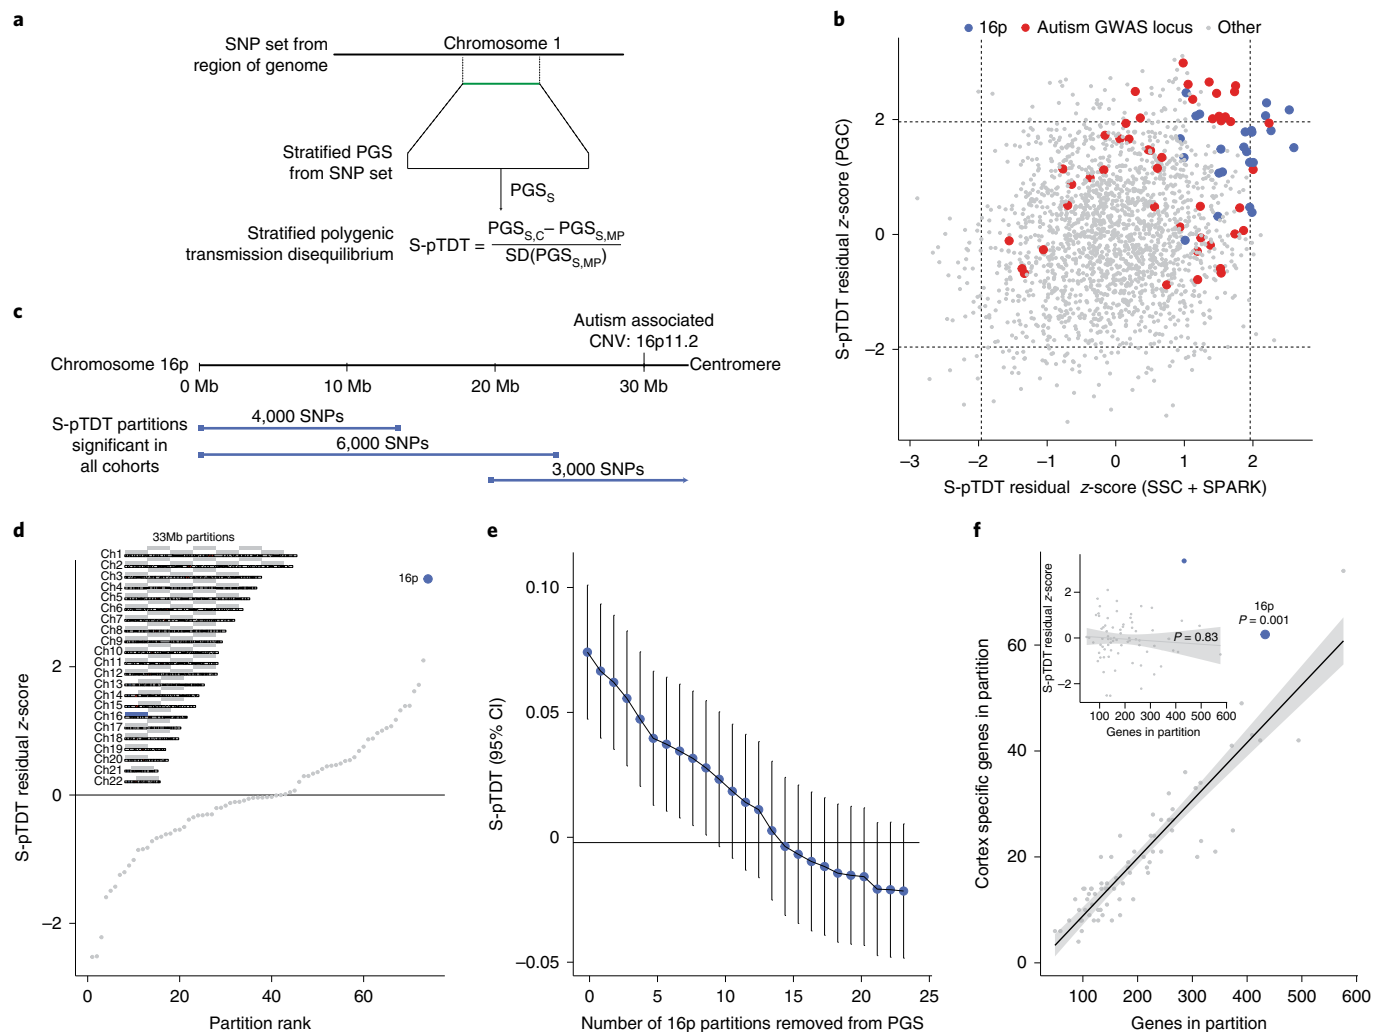 a
SNP set from
region of genome
Chromosome 1
Stratified PGS
from SNP set
PGS_S
Stratified polygenic
transmission disequilibrium
S-pTDT = (PGS_S,C − PGS_S,MP) / SD(PGS_S,MP)
b
16p
Autism GWAS locus
Other
S-pTDT residual z-score (PGC)
2
0
−2
−3
−2
−1
0
1
2
S-pTDT residual z-score (SSC + SPARK)
c
Autism associated
CNV: 16p11.2
Chromosome 16p
Centromere
0 Mb
10 Mb
20 Mb
30 Mb
S-pTDT partitions
significant in
all cohorts
4,000 SNPs
6,000 SNPs
3,000 SNPs
d
33Mb partitions
Ch1
Ch2
Ch3
Ch4
Ch5
Ch6
Ch7
Ch8
Ch9
Ch10
Ch11
Ch12
Ch13
Ch14
Ch15
Ch16
Ch17
Ch18
Ch19
Ch20
Ch21
Ch22
16p
S-pTDT residual z-score
2
0
−2
0
20
40
60
Partition rank
e
S-pTDT (95% CI)
0.10
0.05
0
−0.05
0
5
10
15
20
25
Number of 16p partitions removed from PGS
f
S-pTDT residual z-score
2
0
−2
P = 0.83
100
200
300
400
500
600
Genes in partition
16p
P = 0.001
Cortex specific genes in partition
60
40
20
0
100
200
300
400
500
600
Genes in partition